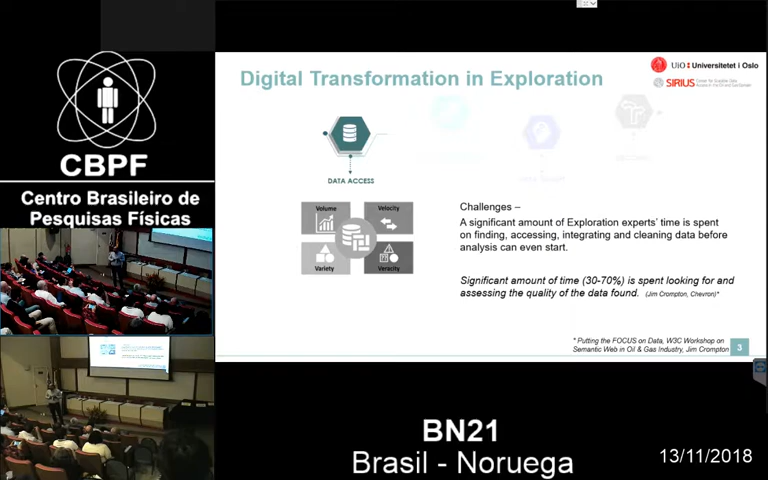 CBPF
Centro Brasileiro de
Pesquisas Físicas
Digital Transformation in Exploration
UiO Universitetet i Oslo
SIRIUS
DATA ACCESS
Volume
Velocity
Variety
Veracity
Challenges –
A significant amount of Exploration experts' time is spent
on finding, accessing, integrating and cleaning data before
analysis can even start.
Significant amount of time (30-70%) is spent looking for and
assessing the quality of the data found. (Jim Crompton, Chevron)*
* Putting the FOCUS on Data, W3C Workshop on
Semantic Web in Oil & Gas Industry, Jim Crompton
3
BN21
Brasil - Noruega
13/11/2018